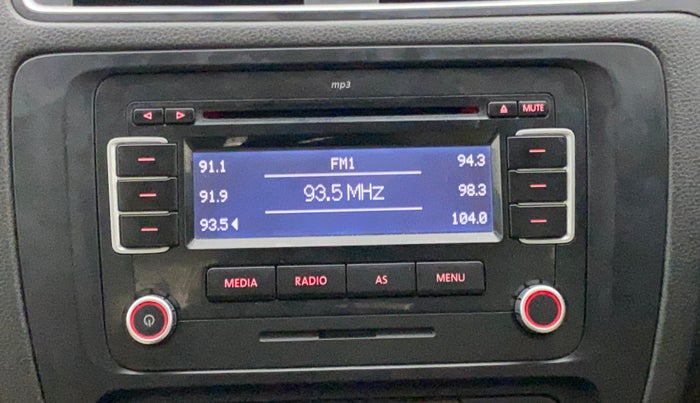 mp3
MUTE
91.1 FM1 94.3
91.9 93.5 MHz 98.3
93.5 104.0
MEDIA RADIO AS MENU